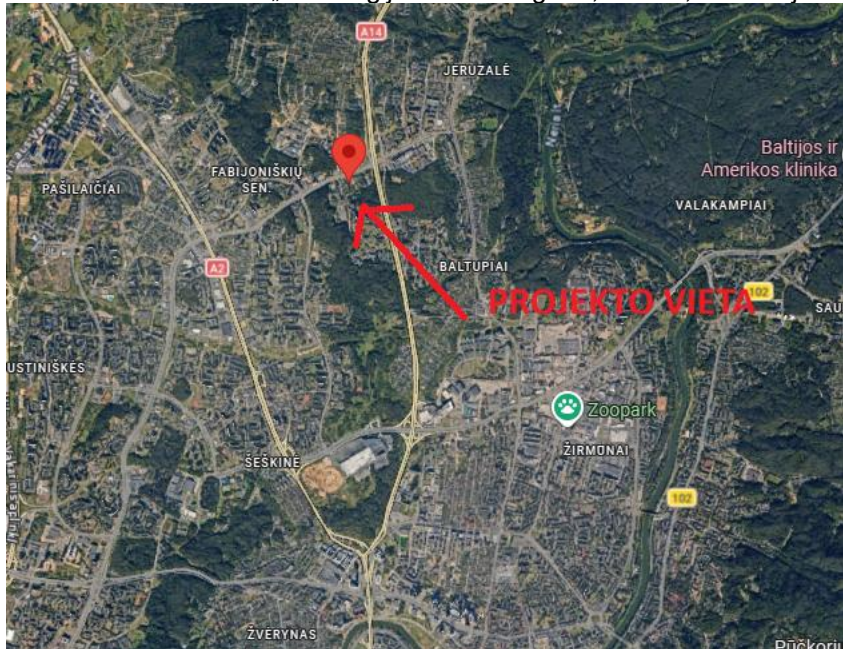 A14
JERUZALĖ
Neris
Baltijos ir
Amerikos klinika
FABIJONIŠKIŲ
SEN.
PAŠILAIČIAI
VALAKAMPIAI
BALTUPIAI
A2
PROJEKTO VIETA
102
SAU
USTINIŠKĖS
Zoopark
ŠEŠKINĖ
ŽIRMŪNAI
102
ŽVERYNAS